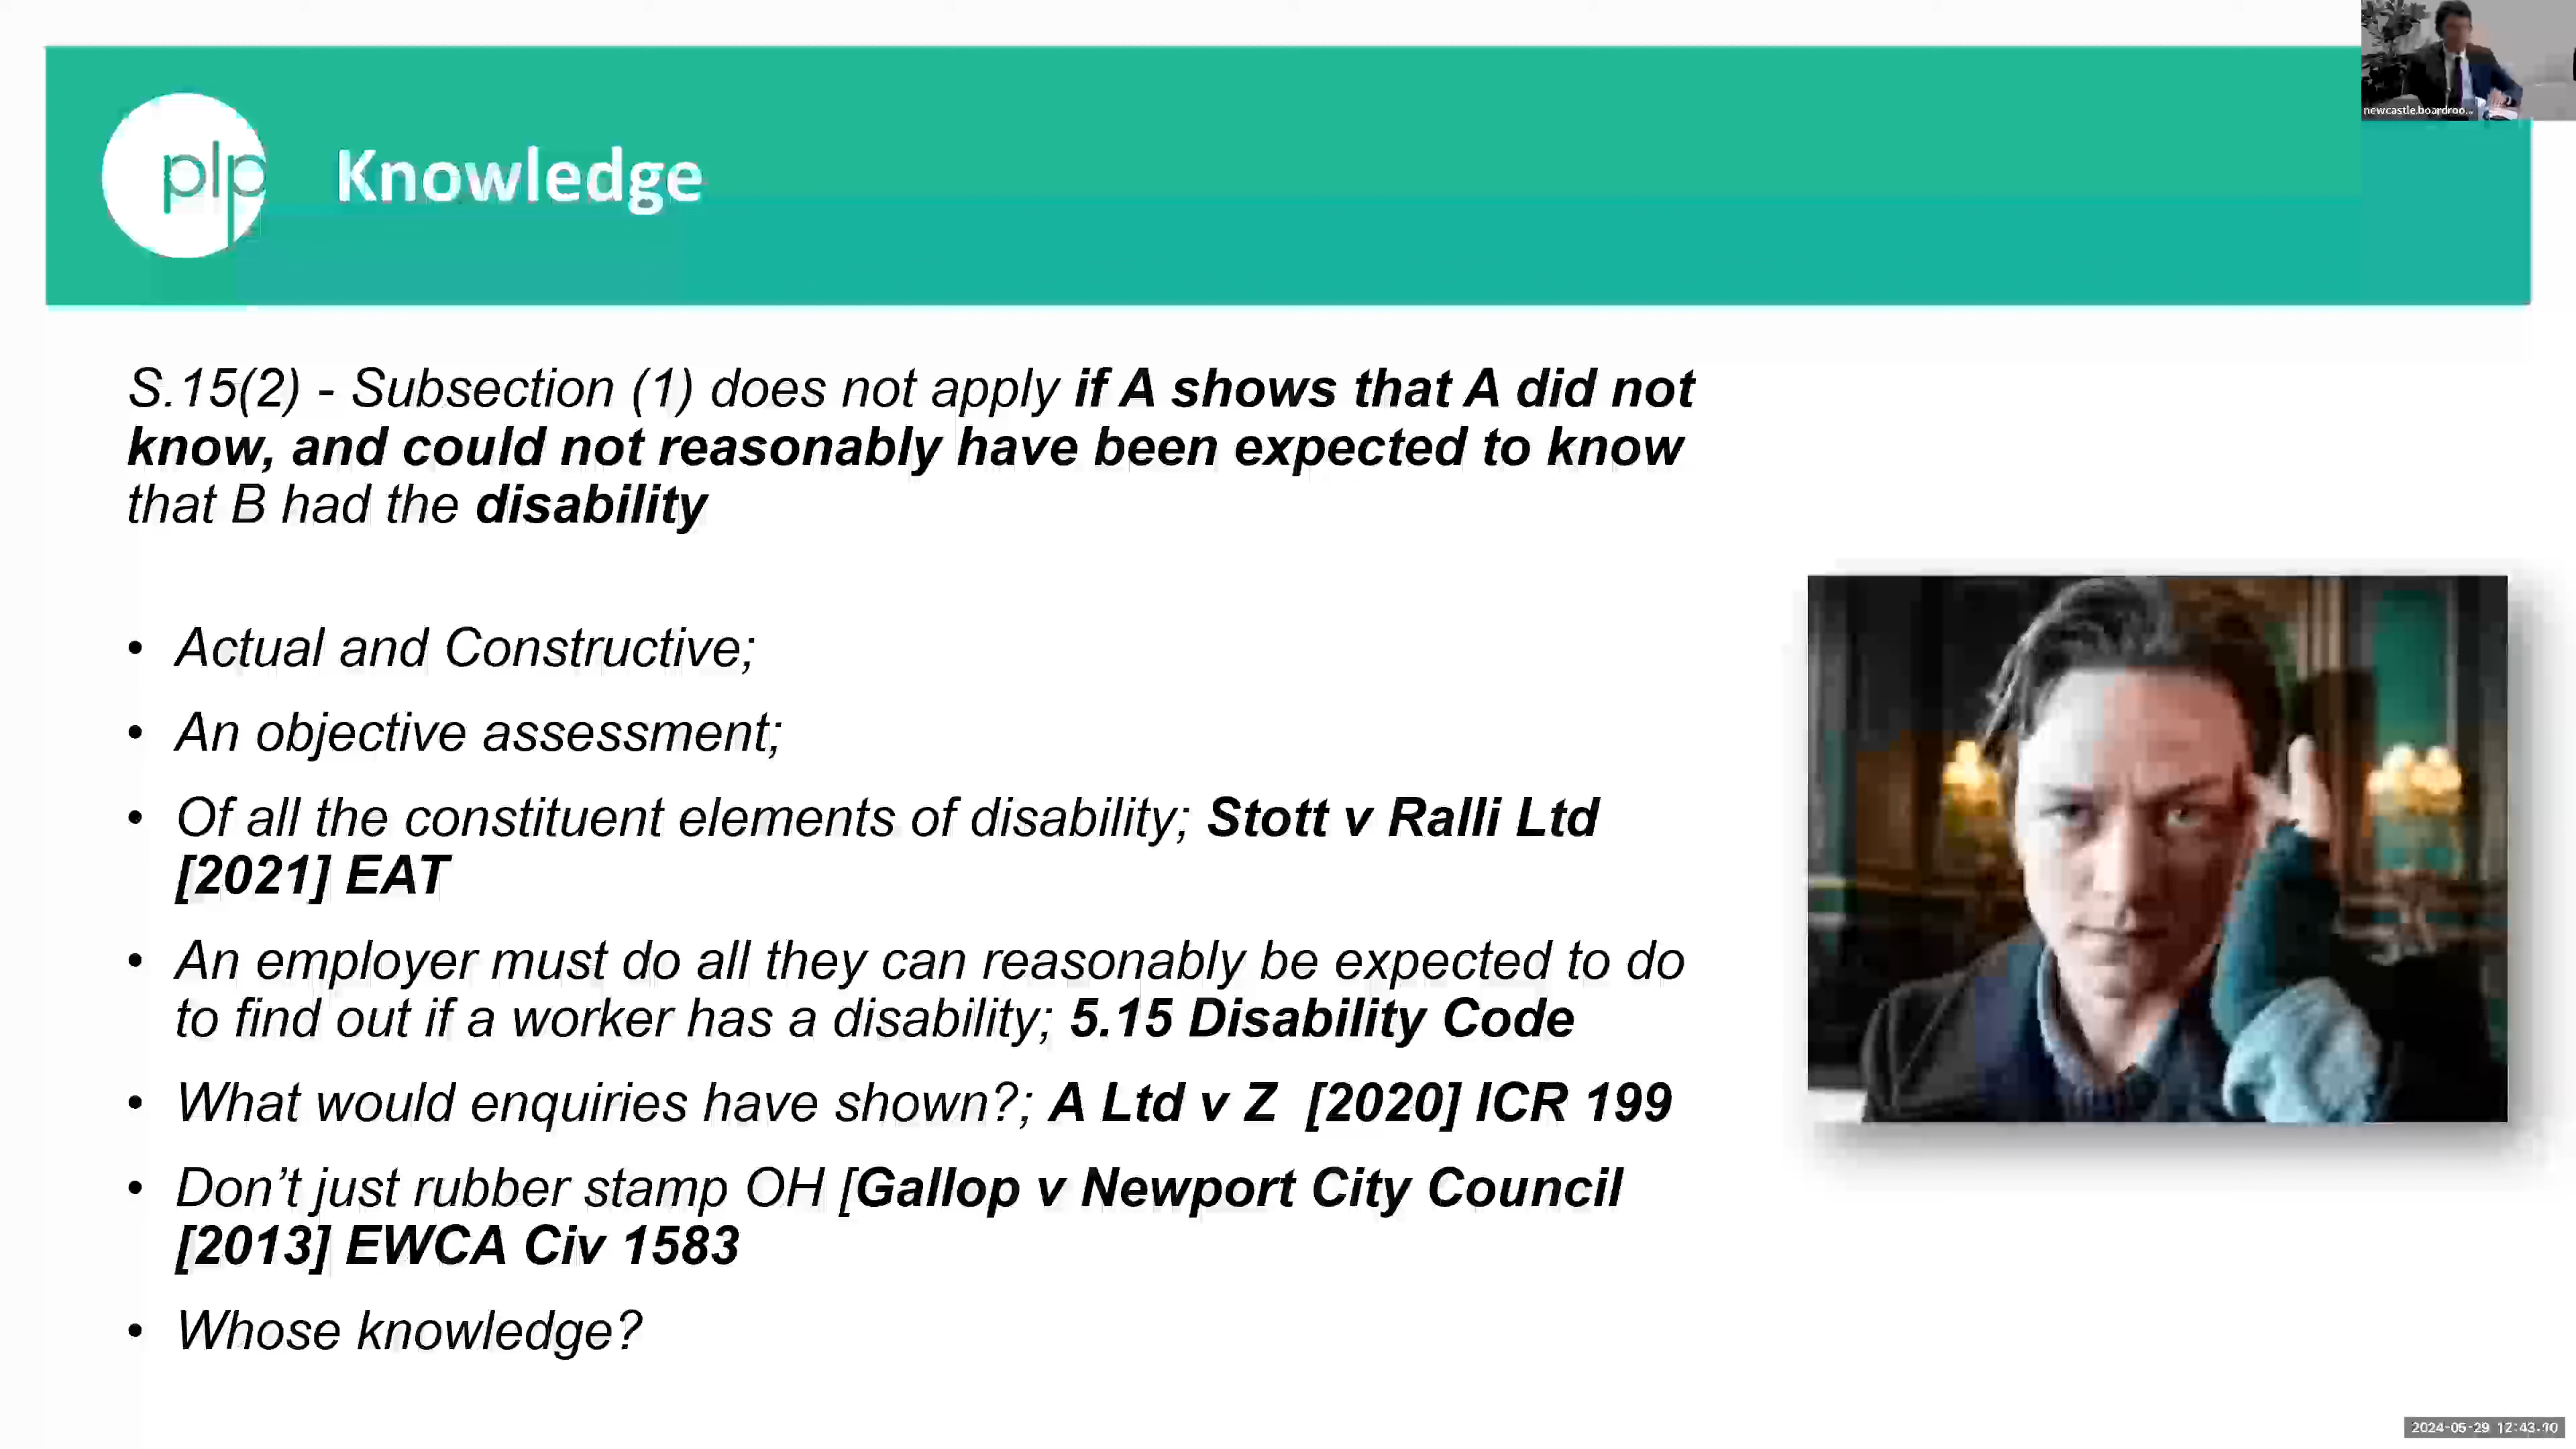 newcastle.boardroo...
plp
Knowledge
S.15(2) - Subsection (1) does not apply if A shows that A did not
know, and could not reasonably have been expected to know
that B had the disability
• Actual and Constructive;
• An objective assessment;
• Of all the constituent elements of disability; Stott v Ralli Ltd
[2021] EAT
• An employer must do all they can reasonably be expected to do
to find out if a worker has a disability; 5.15 Disability Code
• What would enquiries have shown?; A Ltd v Z [2020] ICR 199
• Don’t just rubber stamp OH [Gallop v Newport City Council
[2013] EWCA Civ 1583
• Whose knowledge?
2024-05-29